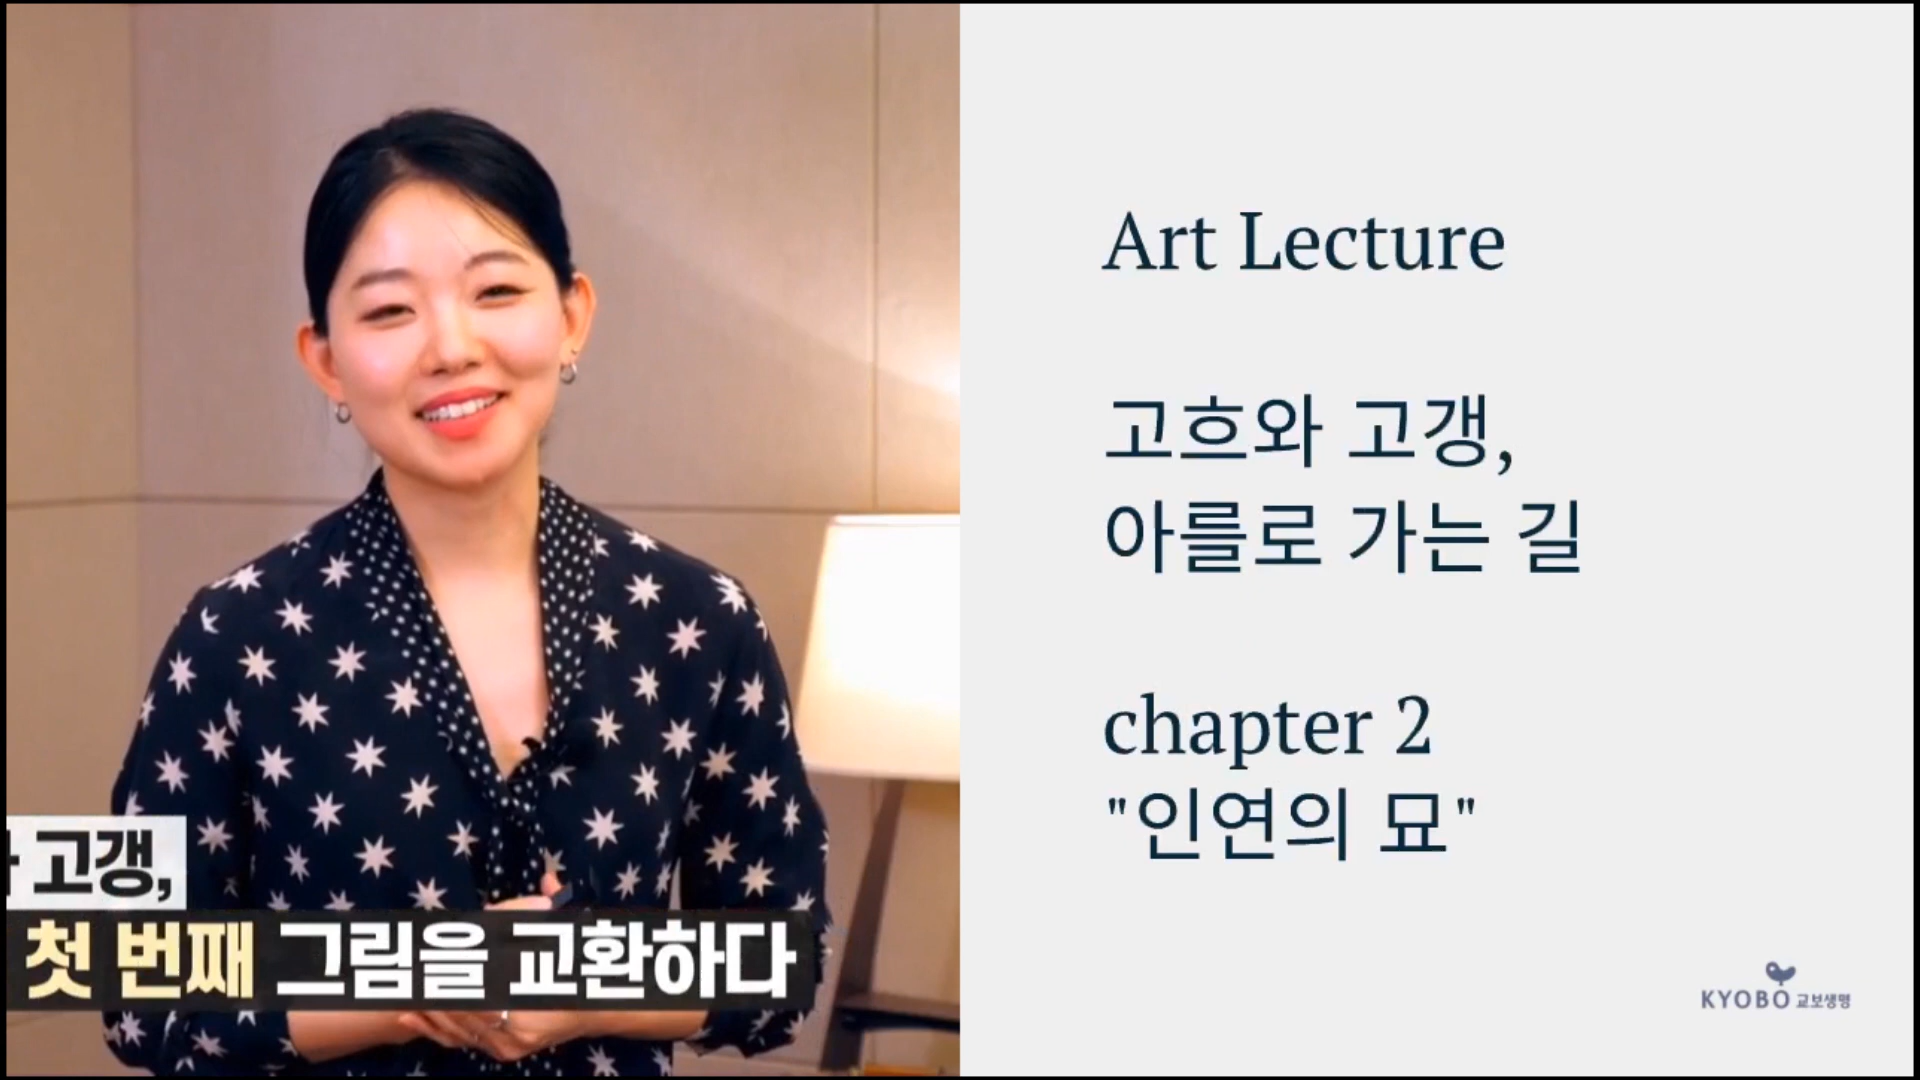 고갱,
첫 번째 그림을 교환하다
Art Lecture
고흐와 고갱,
아를로 가는 길
chapter 2
"인연의 묘"
KYOBO 교보생명